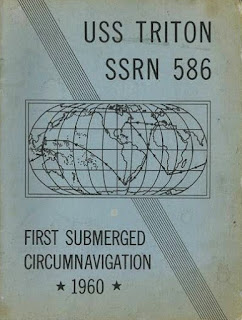 USS TRITON
SSRN 586
FIRST SUBMERGED
CIRCUMNAVIGATION
★ 1960 ★